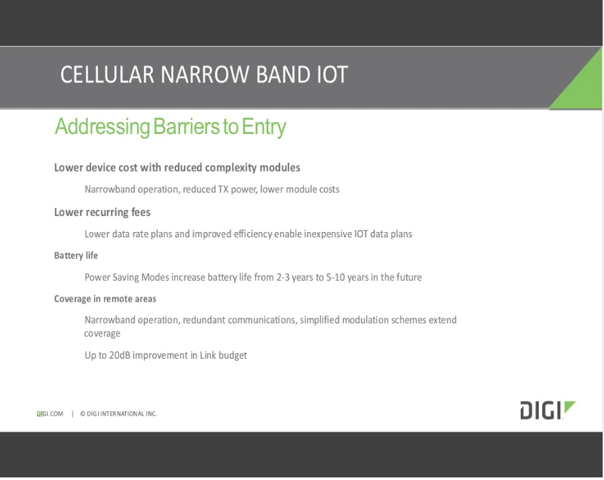 CELLULAR NARROW BAND IOT
Addressing Barriers to Entry
Lower device cost with reduced complexity modules
Narrowband operation, reduced TX power, lower module costs
Lower recurring fees
Lower data rate plans and improved efficiency enable inexpensive IOT data plans
Battery life
Power Saving Modes increase battery life from 2-3 years to 5-10 years in the future
Coverage in remote areas
Narrowband operation, redundant communications, simplified modulation schemes extend
coverage
Up to 20dB improvement in Link budget
DIGI.COM | © DIGI INTERNATIONAL INC.
DIGI